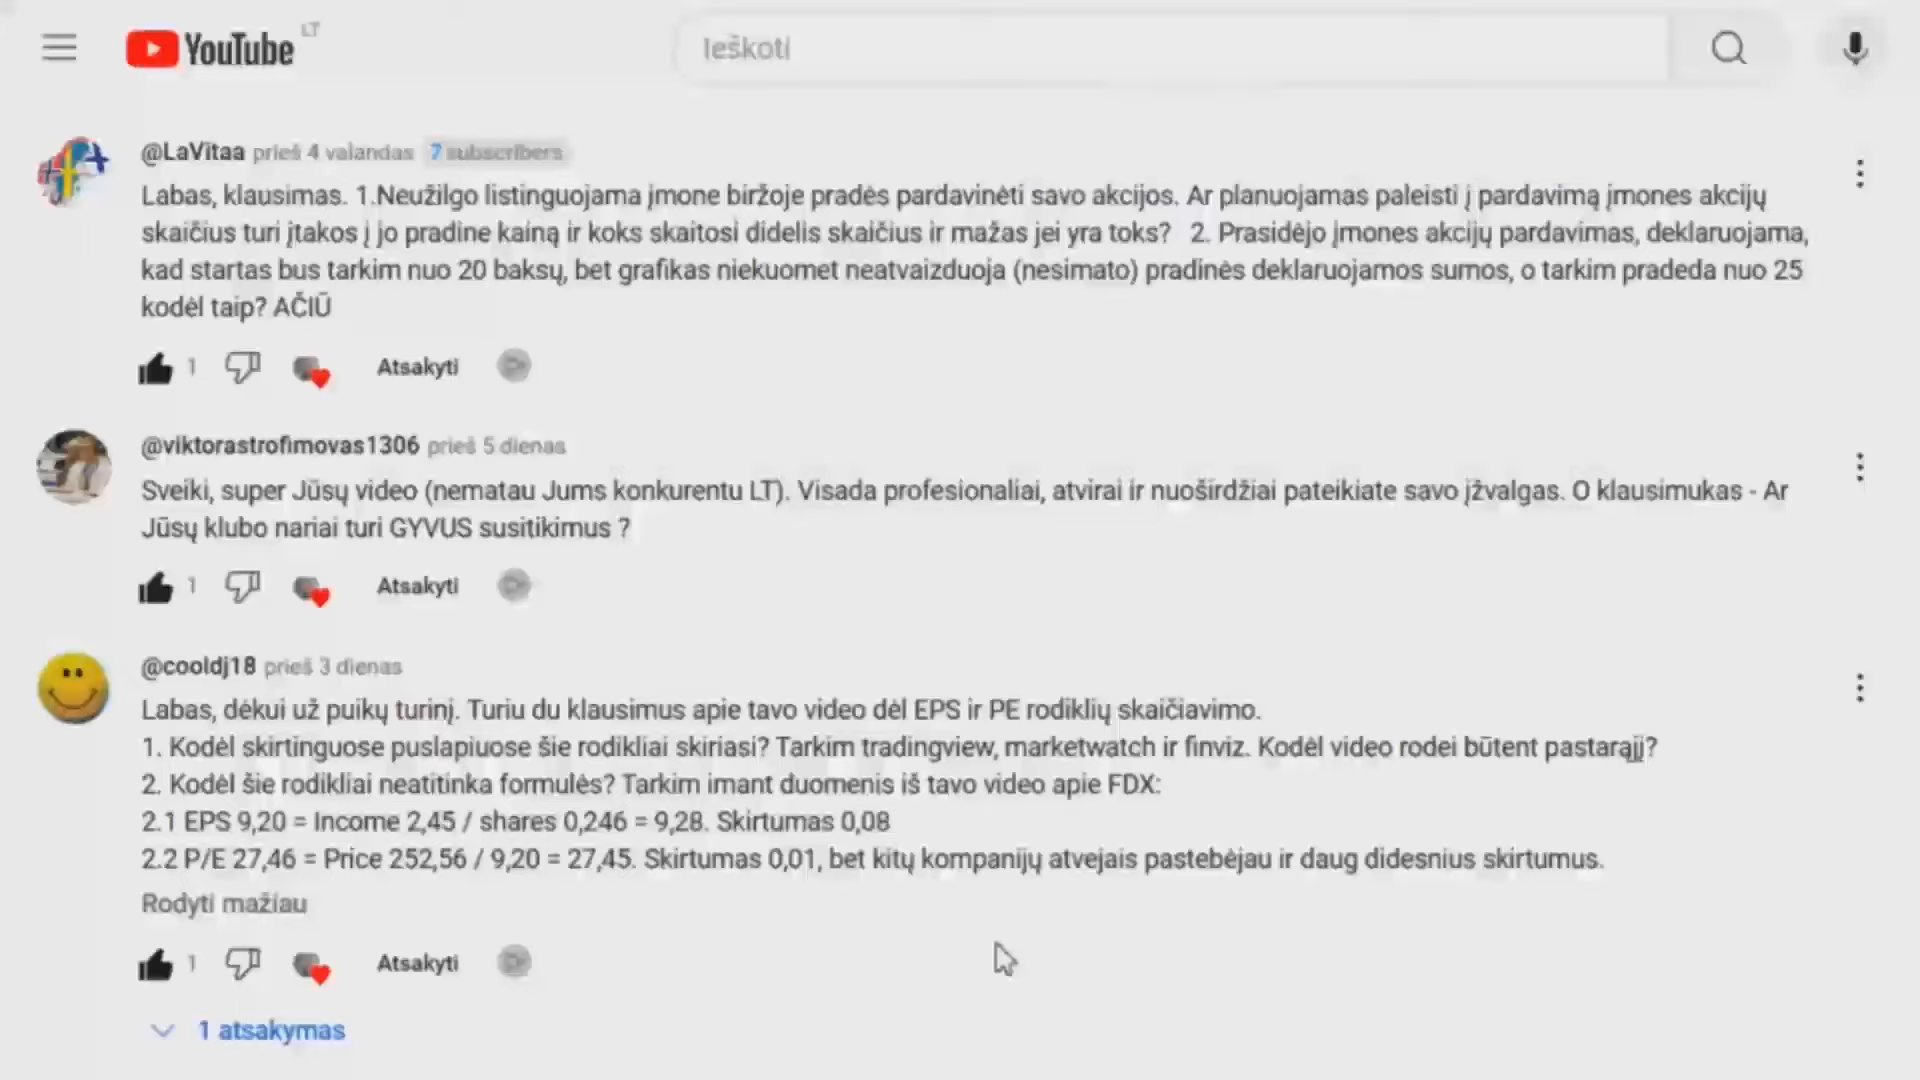 YouTube LT
Ieškoti
@LaVitaa prieš 4 valandas 7 subscribers
Labas, klausimas. 1.Neužilgo listinguojama įmone biržoje pradės pardavinėti savo akcijos. Ar planuojamas paleisti į pardavimą įmones akcijų
skaičius turi įtakos į jo pradine kainą ir koks skaitosi didelis skaičius ir mažas jei yra toks? 2. Prasidėjo įmones akcijų pardavimas, deklaruojama,
kad startas bus tarkim nuo 20 baksų, bet grafikas niekuomet neatvaizduoja (nesimato) pradinės deklaruojamos sumos, o tarkim pradeda nuo 25
kodėl taip? AČIŪ
1 Atsakyti
@viktorastrofimovas1306 prieš 5 dienas
Sveiki, super Jūsų video (nematau Jums konkurentu LT). Visada profesionaliai, atvirai ir nuoširdžiai pateikiate savo įžvalgas. O klausimukas - Ar
Jūsų klubo nariai turi GYVUS susitikimus ?
1 Atsakyti
@cooldj18 prieš 3 dienas
Labas, dėkui už puikų turinį. Turiu du klausimus apie tavo video dėl EPS ir PE rodiklių skaičiavimo.
1. Kodėl skirtinguose puslapiuose šie rodikliai skiriasi? Tarkim tradingview, marketwatch ir finviz. Kodėl video rodei būtent pastarąjį?
2. Kodėl šie rodikliai neatitinka formulės? Tarkim imant duomenis iš tavo video apie FDX:
2.1 EPS 9,20 = Income 2,45 / shares 0,246 = 9,28. Skirtumas 0,08
2.2 P/E 27,46 = Price 252,56 / 9,20 = 27,45. Skirtumas 0,01, bet kitų kompanijų atvejais pastebėjau ir daug didesnius skirtumus.
Rodyti mažiau
1 Atsakyti
1 atsakymas